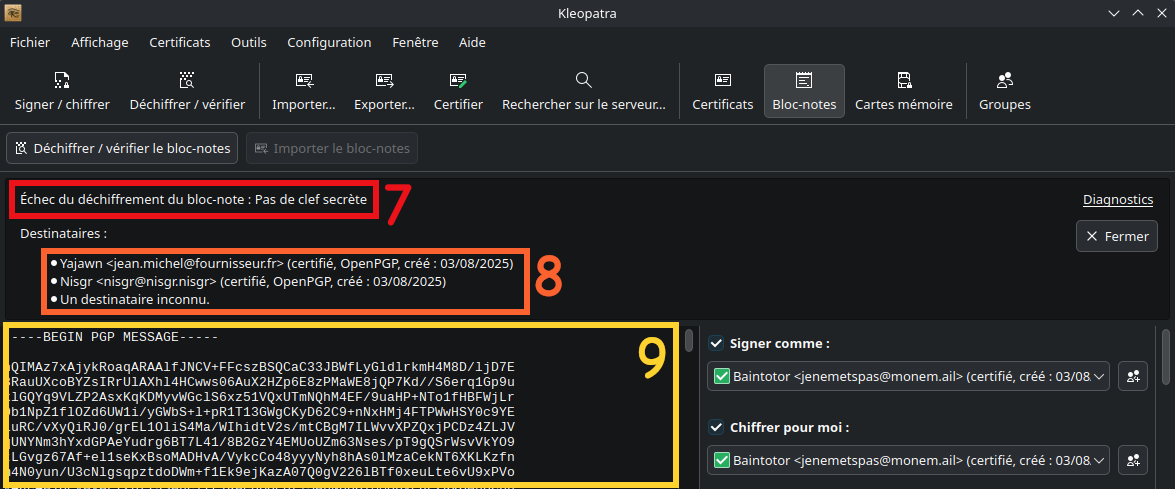 Kleopatra
Fichier Affichage Certificats Outils Configuration Fenêtre Aide
Signer / chiffrer Déchiffrer / vérifier Importer... Exporter... Certifier Rechercher sur le serveur... Certificats Bloc-notes Cartes mémoire Groupes
Déchiffrer / vérifier le bloc-notes Importer le bloc-notes
Échec du déchiffrement du bloc-note : Pas de clef secrète 7 Diagnostics
Fermer
Destinataires :
• Yajawn <jean.michel@fournisseur.fr> (certifié, OpenPGP, créé : 03/08/2025)
• Nisgr <nisgr@nisgr.nisgr> (certifié, OpenPGP, créé : 03/08/2025)
• Un destinataire inconnu.
8
9
----BEGIN PGP MESSAGE-----
QIMAz7xAjykRoaqARAAlfJNCV+FFcszBSQCaC33JBWfLyGldlrkmH4M8D/ljD7E
RauUXcoBYZsIRrUlAXhl4HCwws06AuX2HZp6E8zPMaWE8jQP7Kd//S6erq1Gp9u
lGQYq9VLZP2AsxKqKDMyvWGclS6xz51VQxUTmNQhM4EF/9uaHP+NTo1fHBFWjLr
b1NpZ1flOZd6UW1i/yGWbS+l+pR1T13GWgCKyD62C9+nNxHMj4FTPWwHSY0c9YE
uRC/vXyQiRJ0/grEL1OliS4Ma/WIhidtV2s/mtCBgM7ILWvvXPZQxjPCDz4ZLJV
UNYNm3hYxdGPAeYudrg6BT7L41/8B2GzY4EMUoUZm63Nses/pT9gQSrWsvVkYO9
LGvgz67Af+el1seKxBsoMADHvA/VykcCo48yyyNyh8hAs0lMzaCekNT6XKLKzfn
4N0yun/U3cNlgsqpztdoDWm+f1Ek9ejKazA07Q0gV226lBTf0xeuLte6vU9xPVo
Signer comme :
Baintotor <jenemetspas@monem.ail> (certifié, créé : 03/08
Chiffrer pour moi :
Baintotor <jenemetspas@monem.ail> (certifié, créé : 03/08